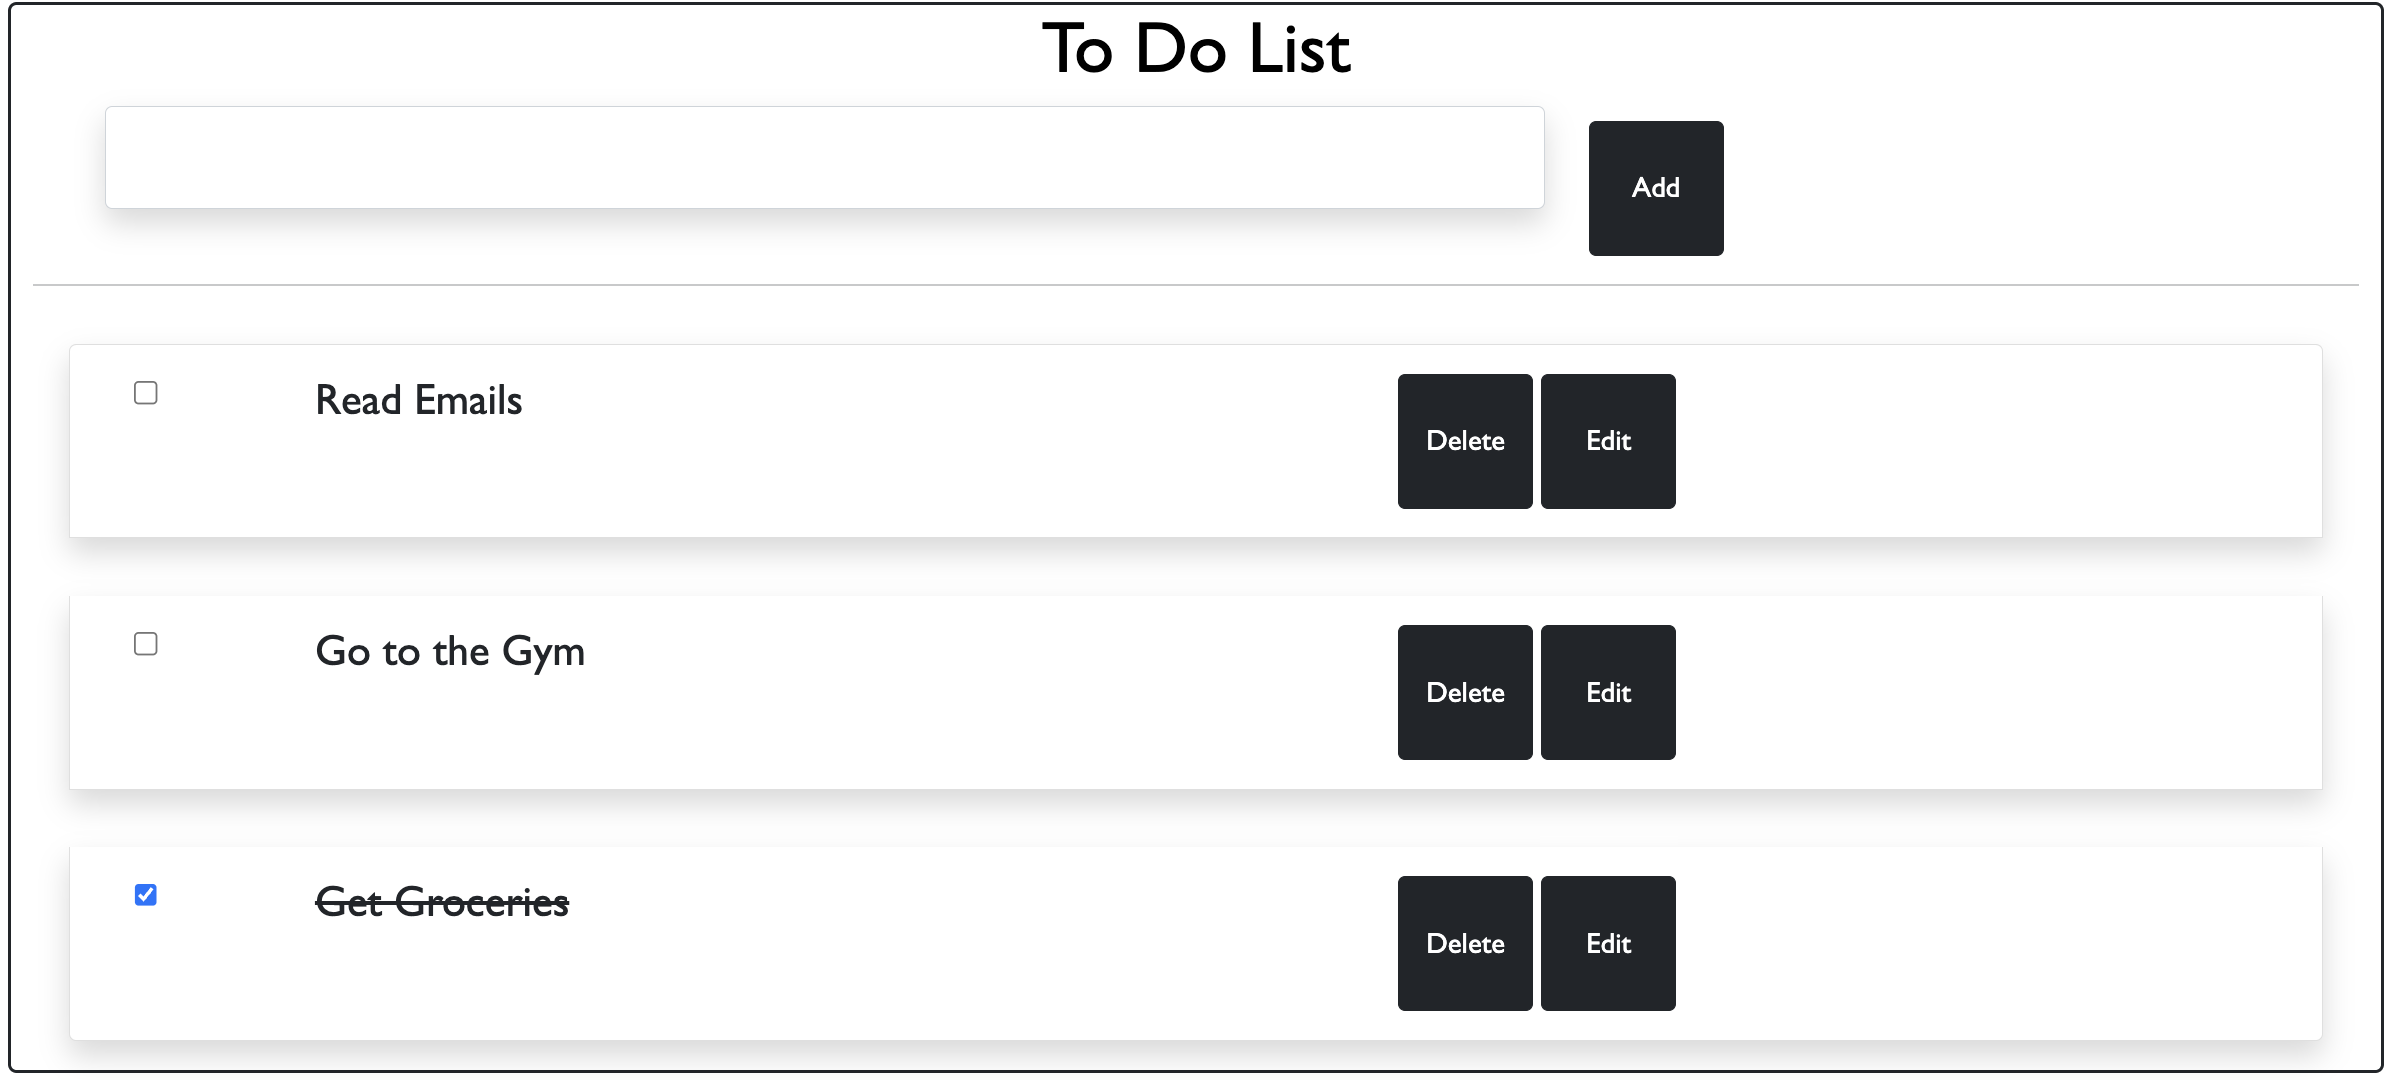 To Do List
Add
Read Emails
Delete Edit
Go to the Gym
Delete Edit
Get Groceries
Delete Edit